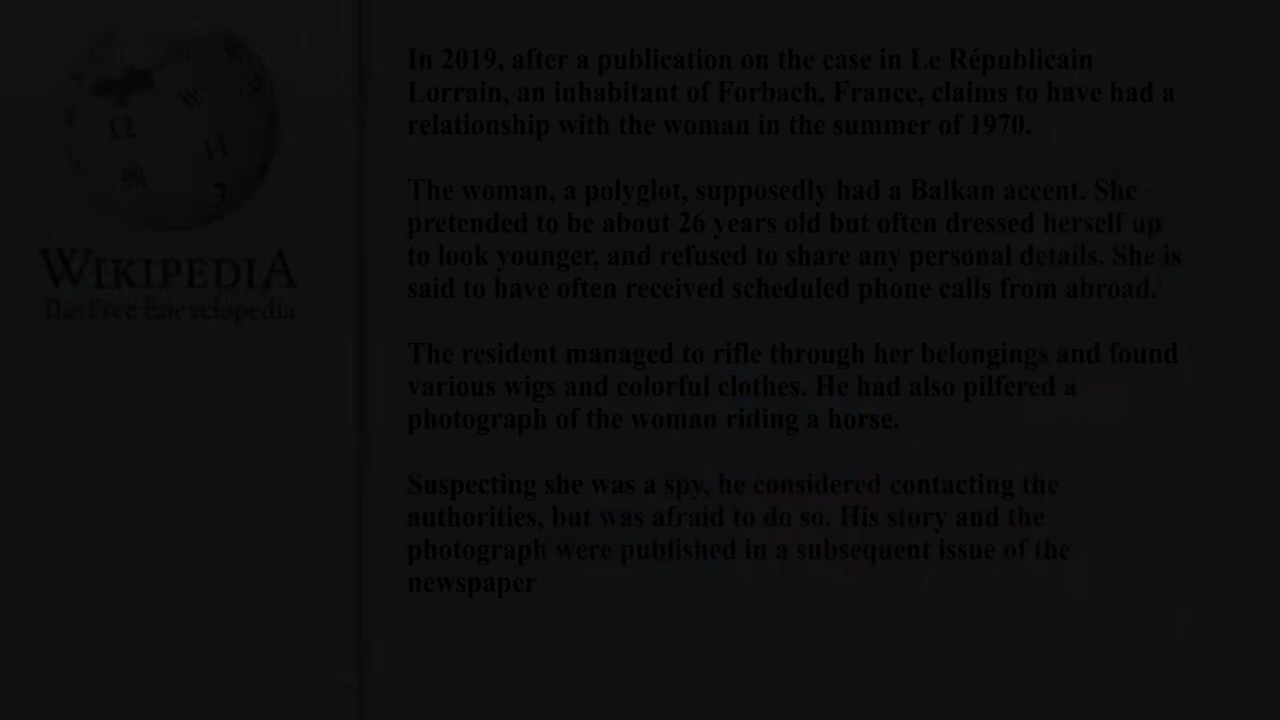 WIKIPEDIA
The Free Encyclopedia
In 2019, after a publication on the case in Le Républicain
Lorrain, an inhabitant of Forbach, France, claims to have had a
relationship with the woman in the summer of 1970.
The woman, a polyglot, supposedly had a Balkan accent. She
pretended to be about 26 years old but often dressed herself up
to look younger, and refused to share any personal details. She is
said to have often received scheduled phone calls from abroad.
The resident managed to rifle through her belongings and found
various wigs and colorful clothes. He had also pilfered a
photograph of the woman riding a horse.
Suspecting she was a spy, he considered contacting the
authorities, but was afraid to do so. His story and the
photograph were published in a subsequent issue of the
newspaper